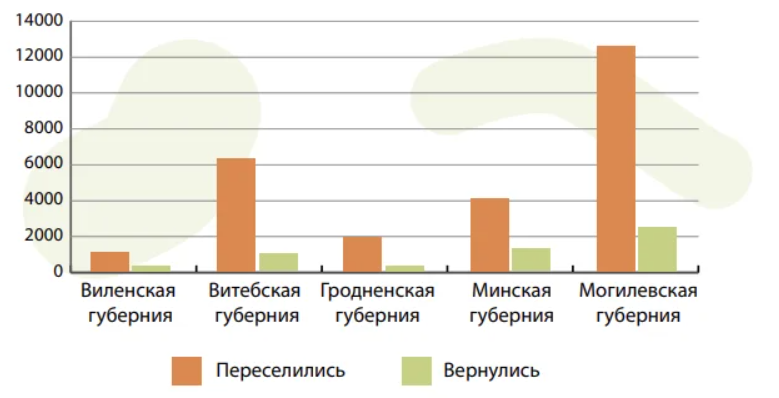 14000
12000
10000
8000
6000
4000
2000
0
Виленская губерния
Витебская губерния
Гродненская губерния
Минская губерния
Могилевская губерния
Переселились
Вернулись